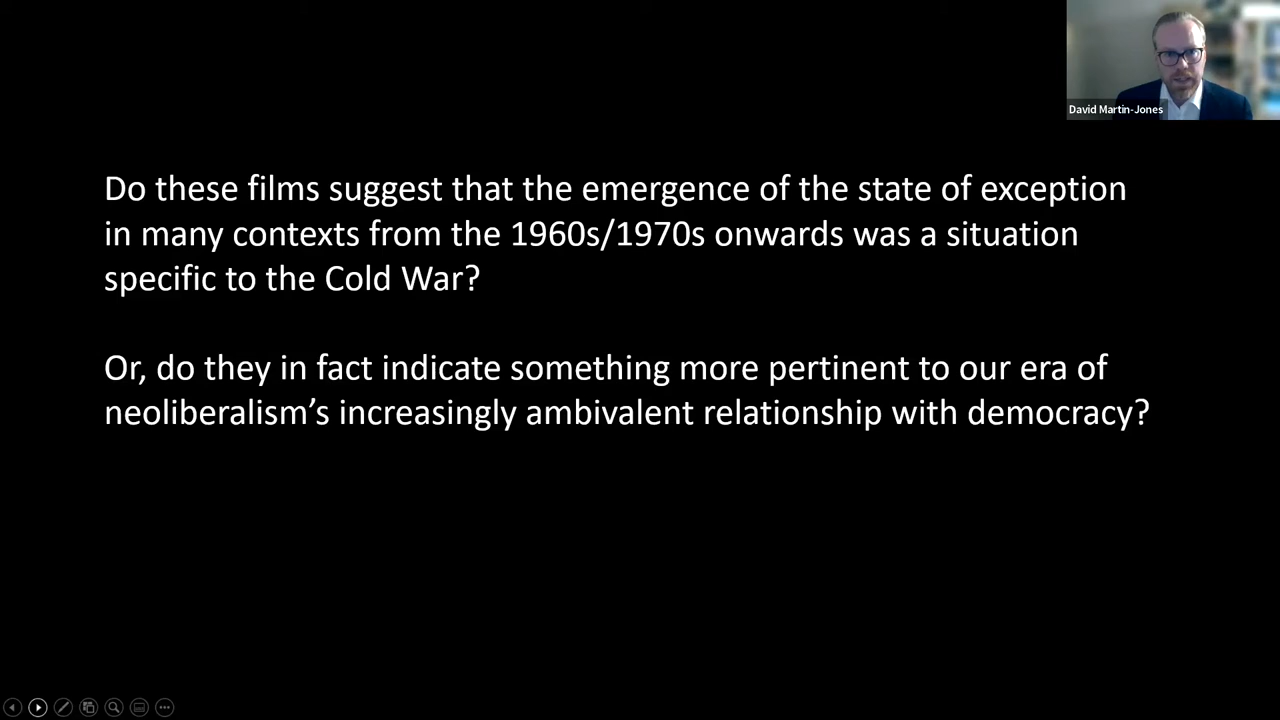 David Martin-Jones
Do these films suggest that the emergence of the state of exception
in many contexts from the 1960s/1970s onwards was a situation
specific to the Cold War?
Or, do they in fact indicate something more pertinent to our era of
neoliberalism’s increasingly ambivalent relationship with democracy?